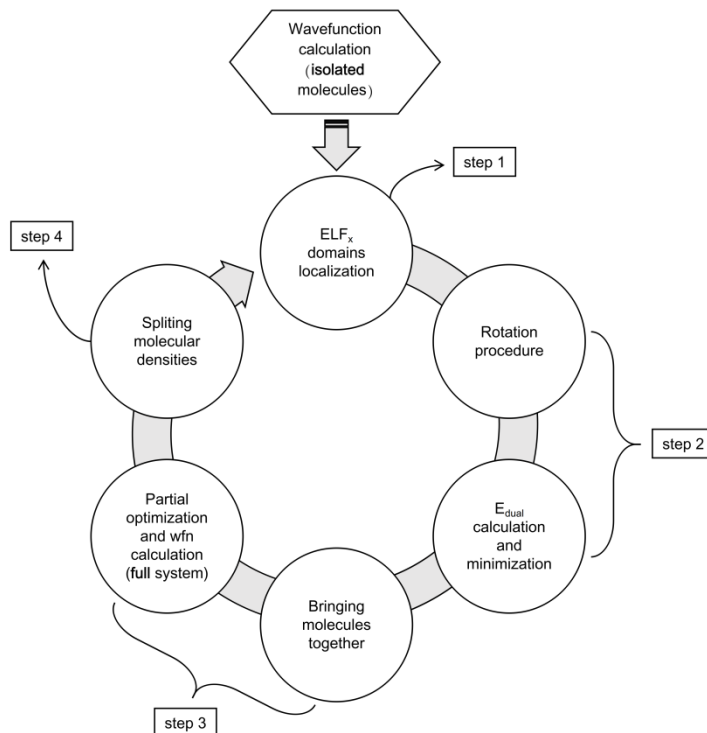 Wavefunction
calculation
(isolated
molecules)
step 1
ELFx
domains
localization
step 4
Spliting
molecular
densities
Rotation
procedure
step 2
Partial
optimization
and wfn
calculation
(full system)
Edual
calculation
and
minimization
Bringing
molecules
together
step 3